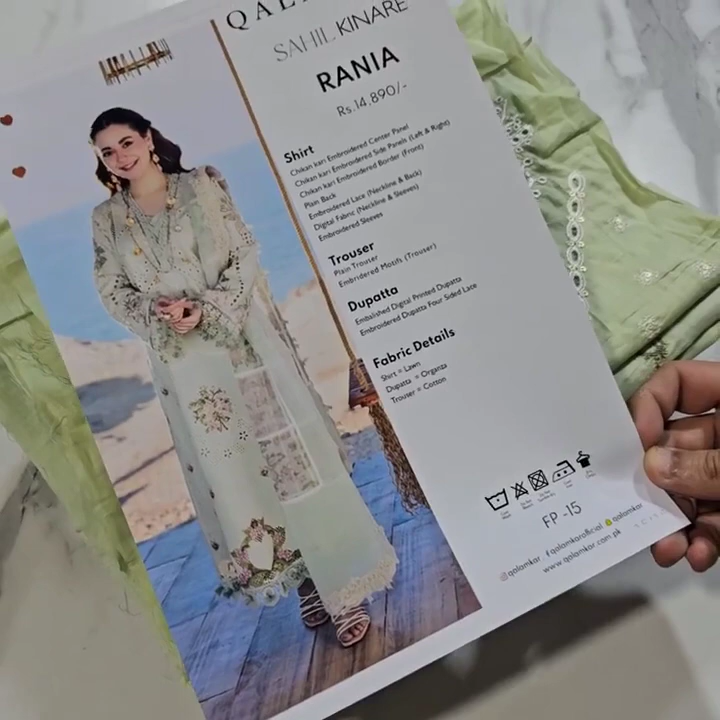 SAHIL KINARE
RANIA
Rs.14,890/-
Shirt
Chikan kari Embroidered Center Panel
Chikan kari Embroidered Side Panels (Left & Right)
Chikan kari Embroidered Border (Front)
Plain Back
Embroidered Lace (Neckline & Back)
Digital Fabric (Neckline & Sleeves)
Embroidered Sleeves
Trouser
Plain Trouser
Embroidered Motifs (Trouser)
Dupatta
Embalished Digital Printed Dupatta
Embroidered Dupatta Four Sided Lace
Fabric Details
Shirt = Lawn
Dupatta = Organza
Trouser = Cotton
FP -15
qalamkar qalamkarofficial qalamkar
www.qalamkar.com.pk